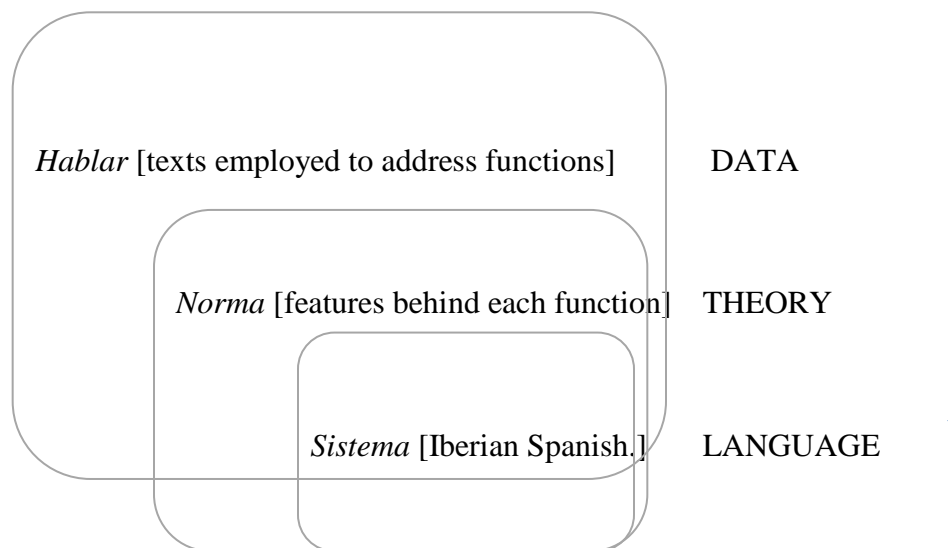 Hablar [texts employed to address functions] DATA
Norma [features behind each function] THEORY
Sistema [Iberian Spanish.] LANGUAGE